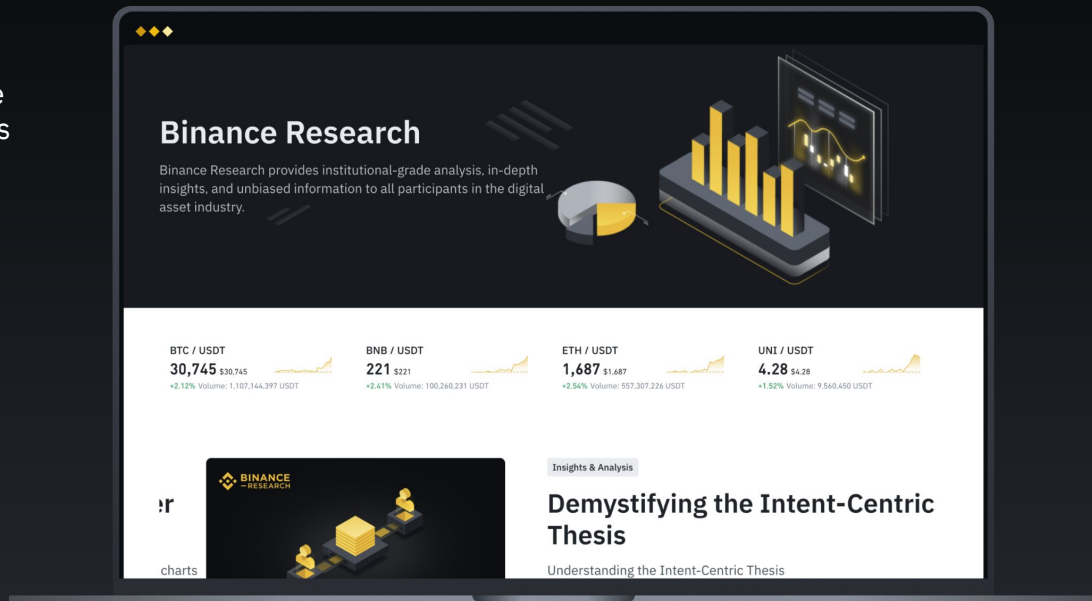 e
s
Binance Research
Binance Research provides institutional-grade analysis, in-depth
insights, and unbiased information to all participants in the digital
asset industry.
BTC / USDT
30,745 $30.745
+2.12% Volume: 1,107,144,397 USDT
BNB / USDT
221 $221
+2.41% Volume: 100,260,231 USDT
ETH / USDT
1,687 $1.687
+2.54% Volume: 557,307,226 USDT
UNI / USDT
4.28 $4.28
+1.52% Volume: 9,560,450 USDT
er
charts
BINANCE
RESEARCH
Insights & Analysis
Demystifying the Intent-Centric
Thesis
Understanding the Intent-Centric Thesis